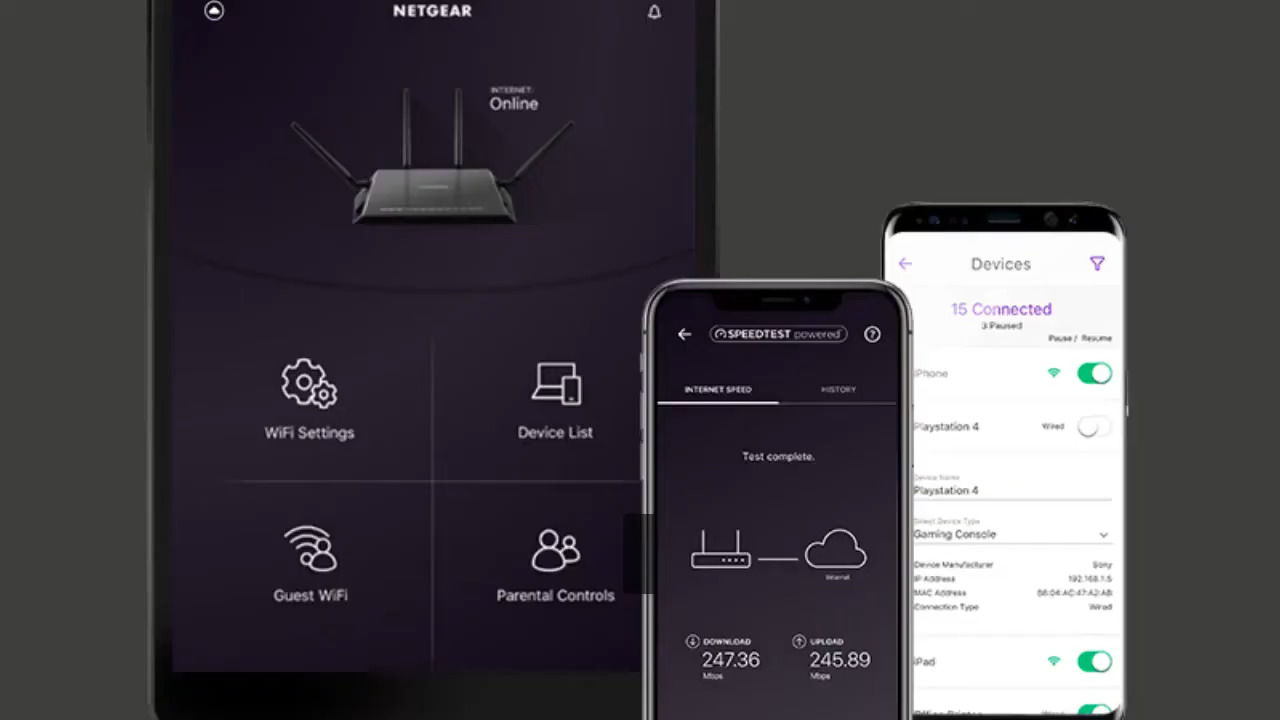 NETGEAR
INTERNET:
Online
WiFi Settings
Device List
Guest WiFi
Parental Controls
SPEEDTEST powered
?
INTERNET SPEED
HISTORY
Test complete.
Internet
DOWNLOAD
247.36
Mbps
UPLOAD
245.89
Mbps
Devices
15 Connected
3 Paused
Pause / Resume
iPhone
Playstation 4
Wired
Device Name
Playstation 4
Select Device Type
Gaming Console
Device Manufacturer Sony
IP Address 192.168.1.5
MAC Address
Connection Type Wired
iPad
Office Printer Wired